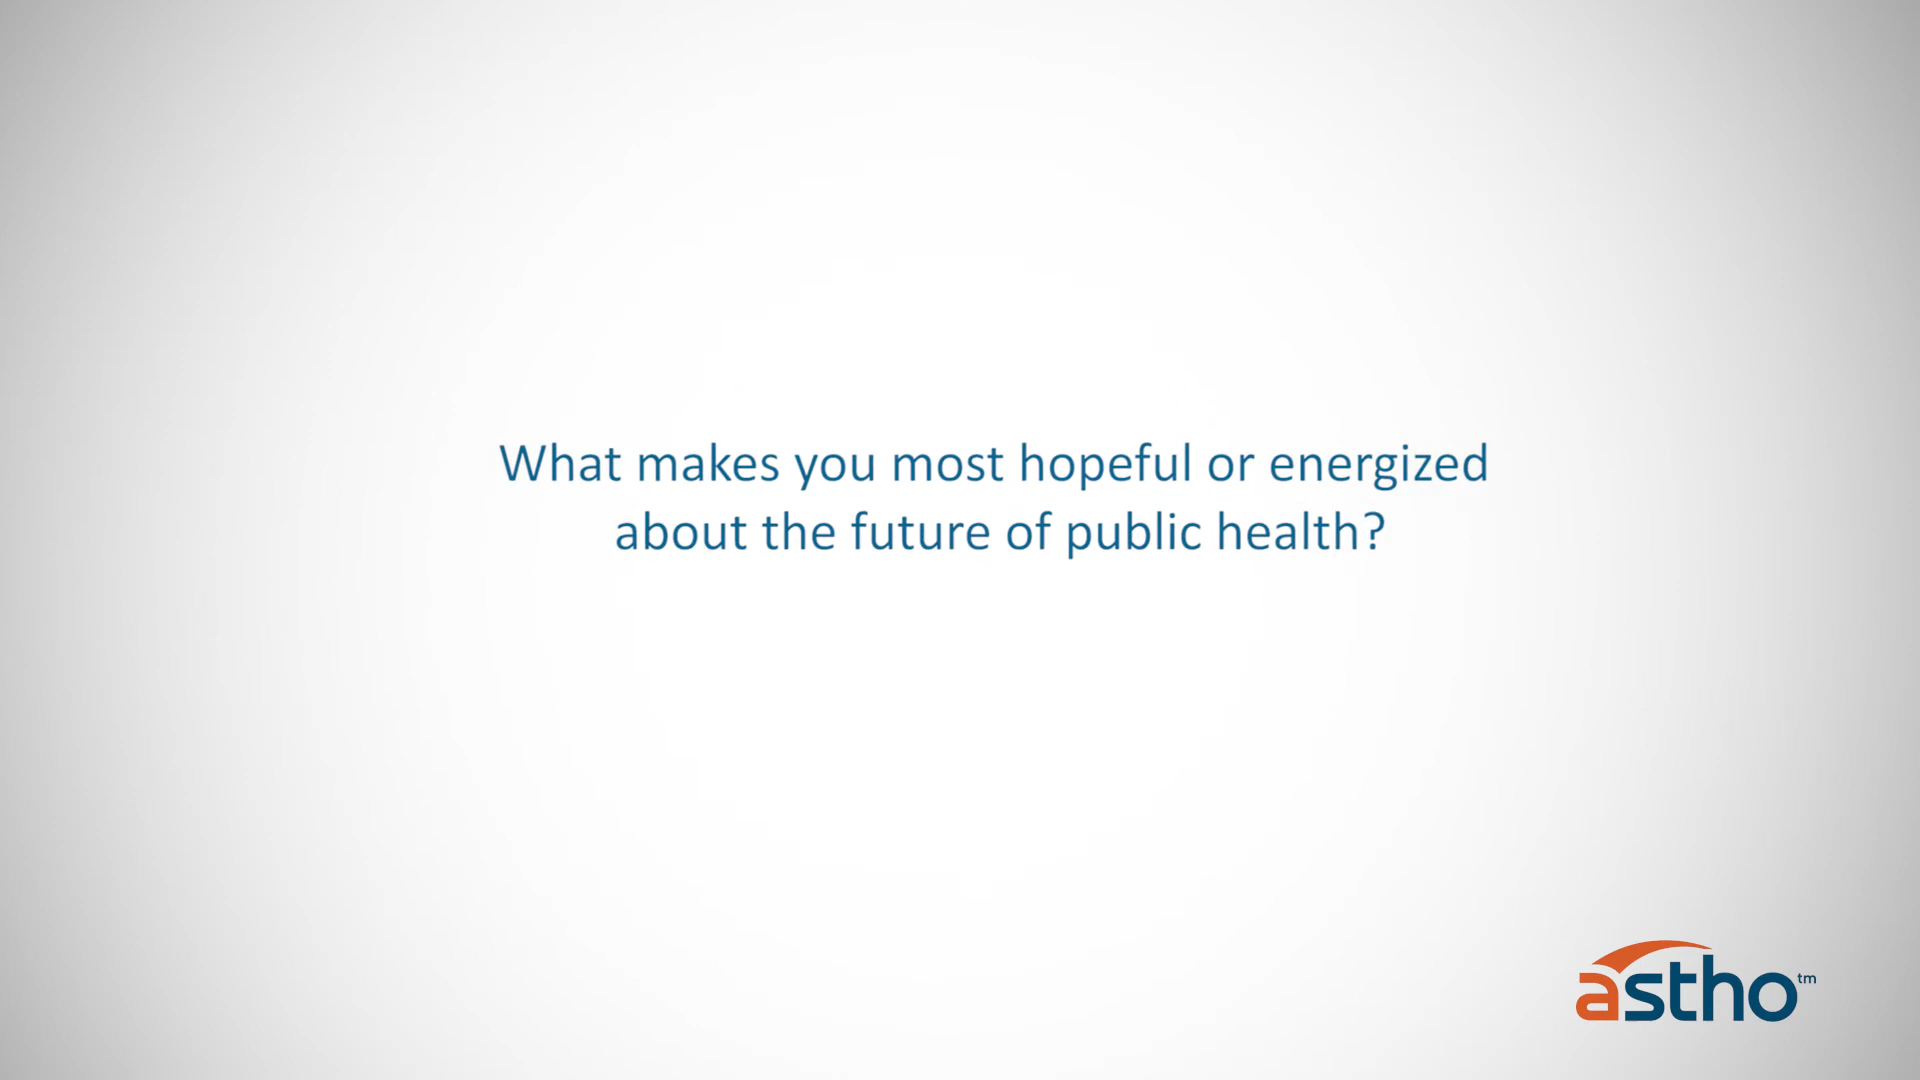 What makes you most hopeful or energized
about the future of public health?
astho™